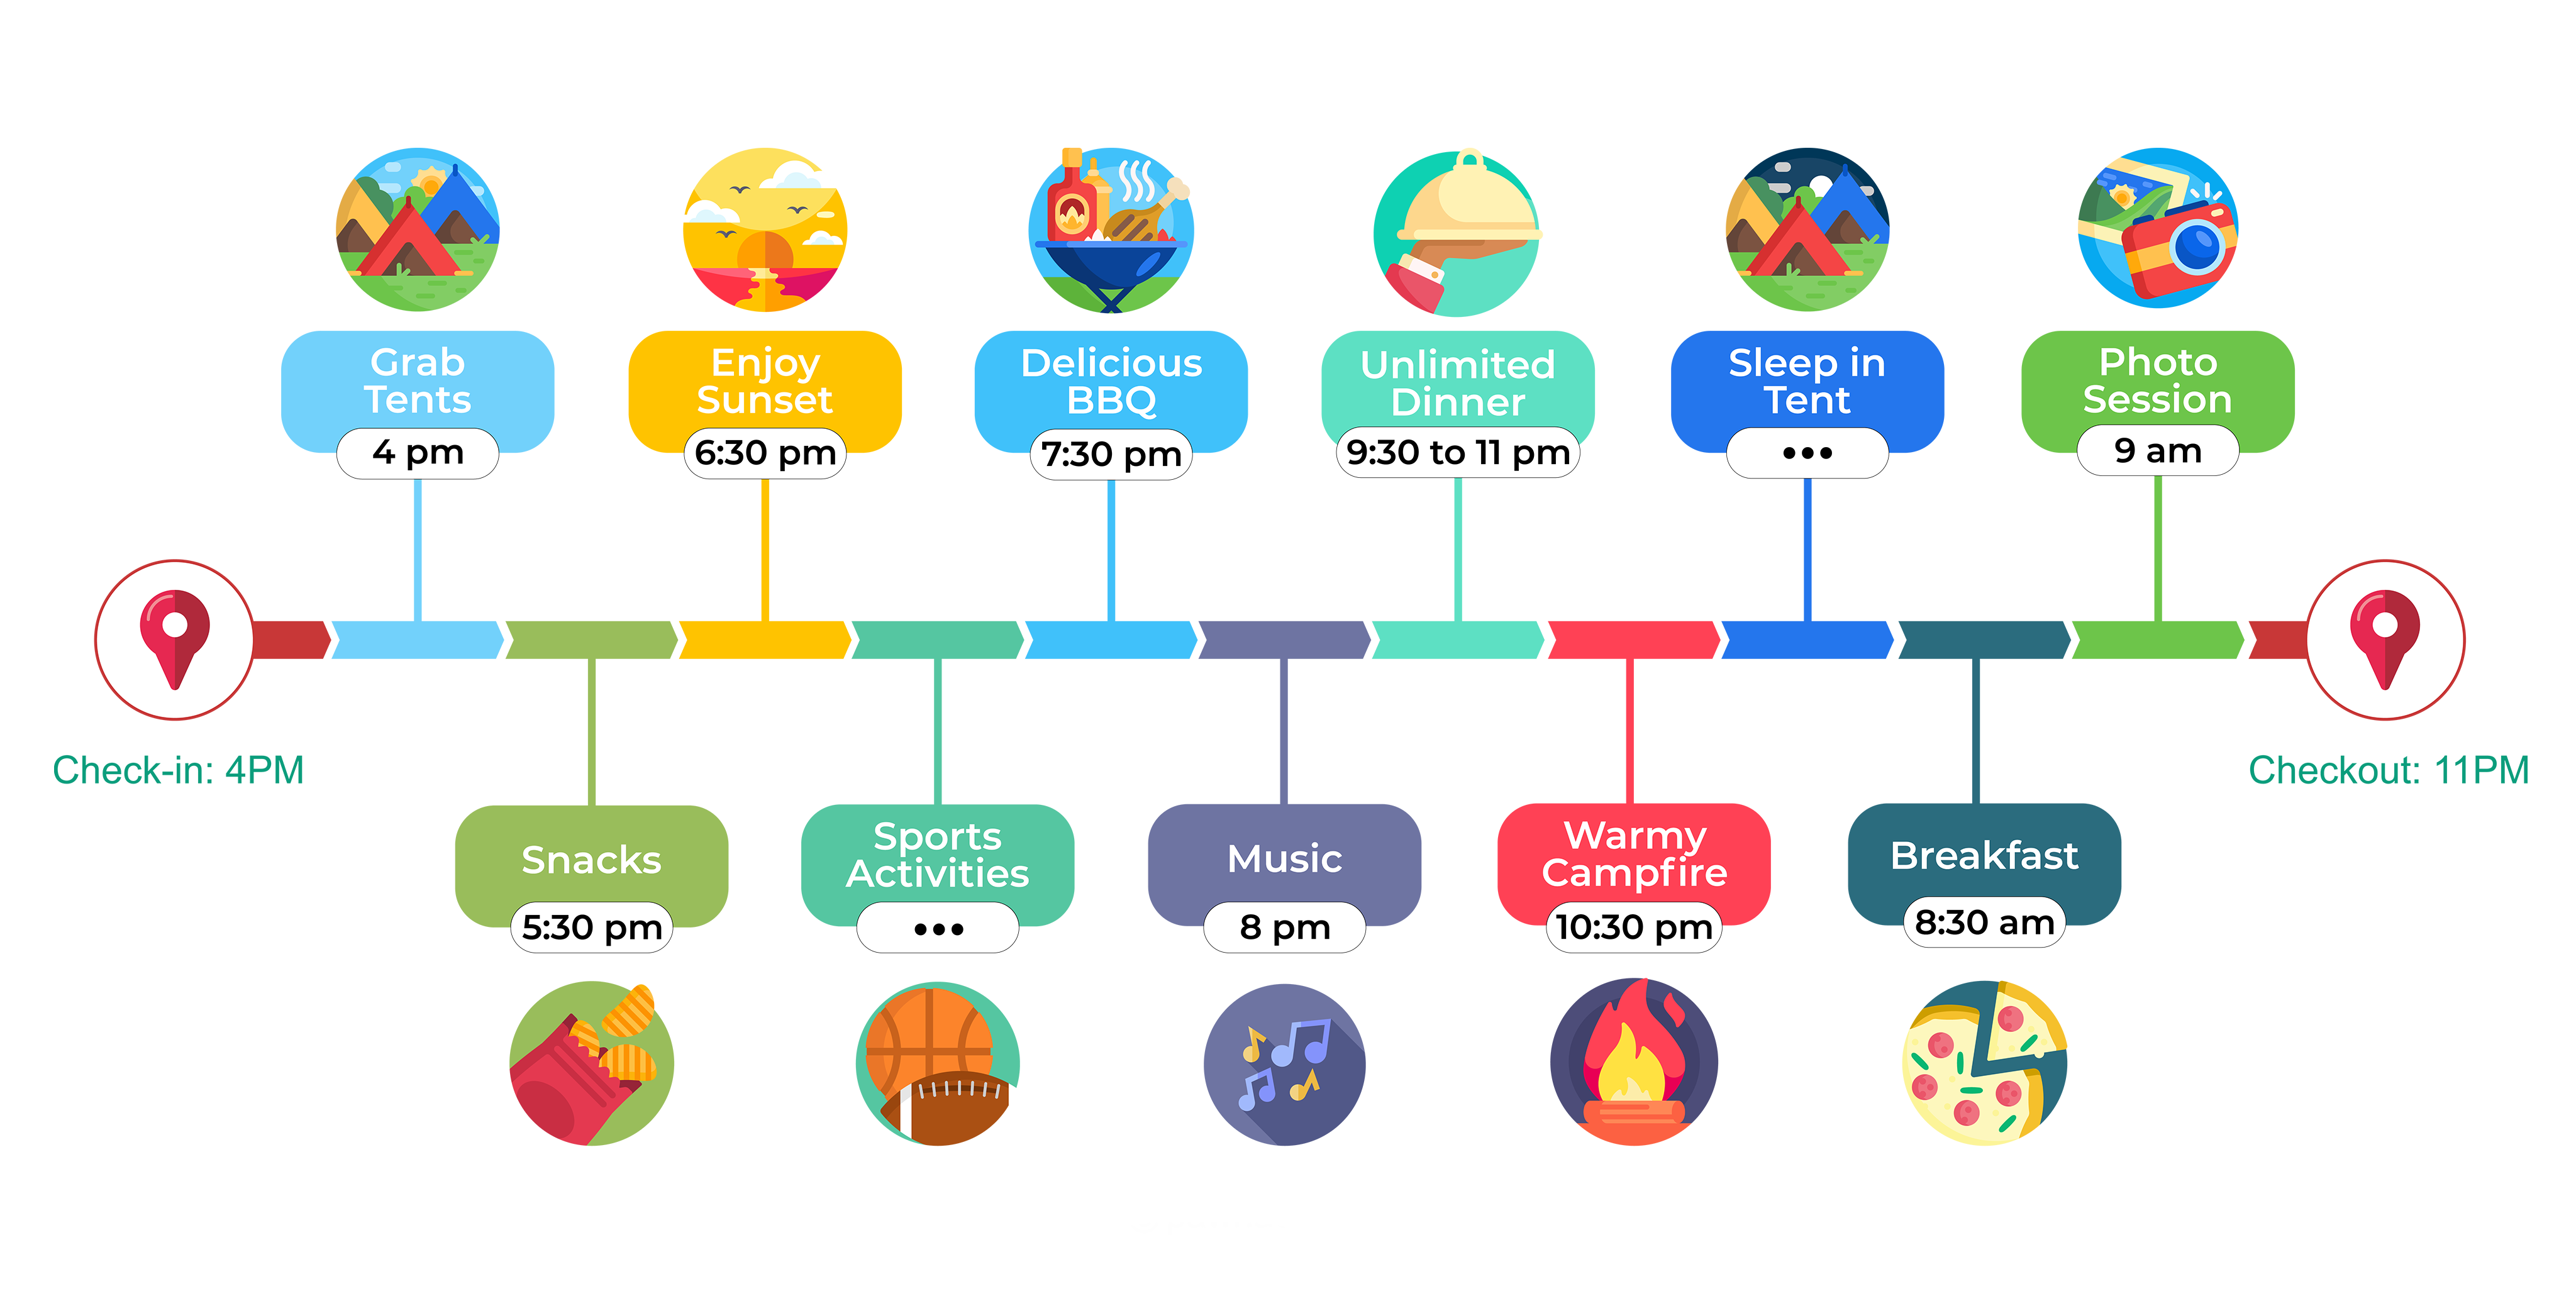 Grab
Tents
4 pm
Enjoy
Sunset
6:30 pm
Delicious
BBQ
7:30 pm
Unlimited
Dinner
9:30 to 11 pm
Sleep in
Tent
•••
Photo
Session
9 am
Check-in: 4PM
Checkout: 11PM
Snacks
5:30 pm
Sports
Activities
•••
Music
8 pm
Warmy
Campfire
10:30 pm
Breakfast
8:30 am